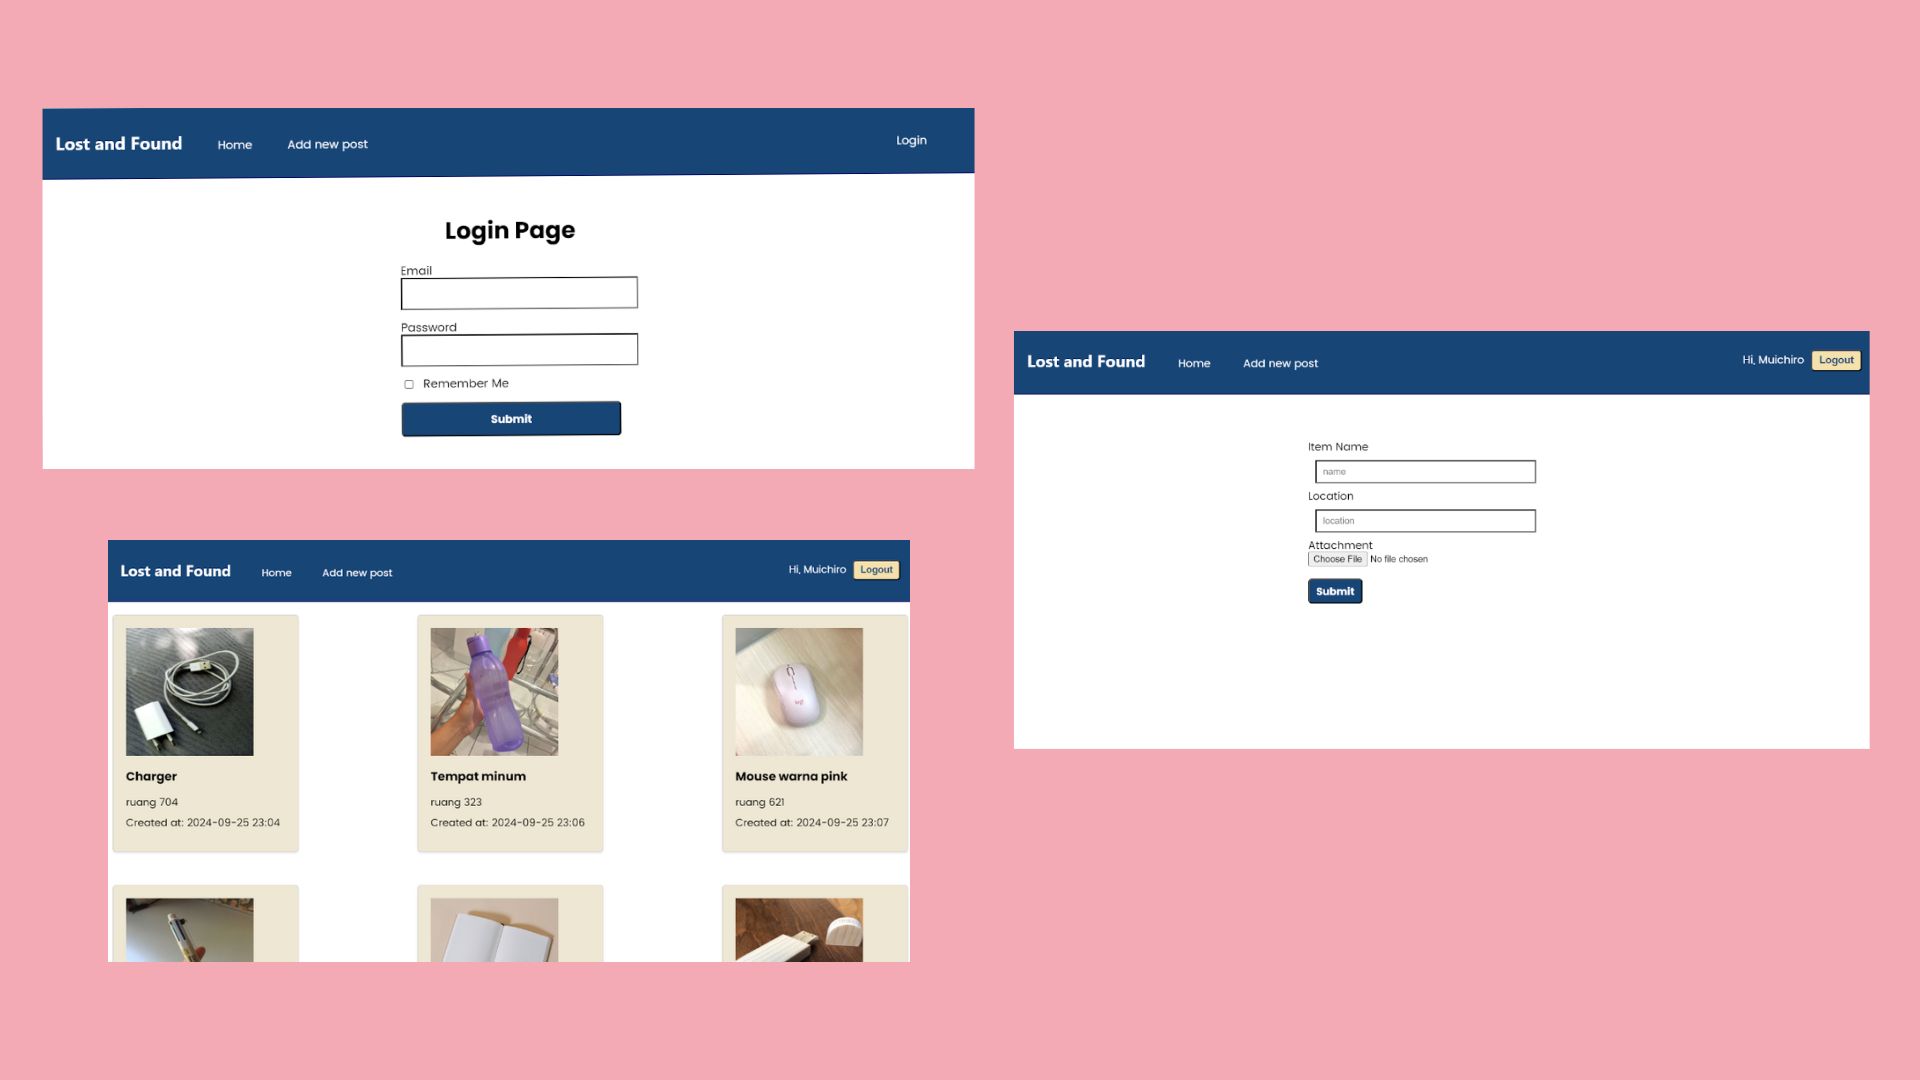 Lost and Found Home Add new post Login
Login Page
Email
Password
Remember Me
Submit
Lost and Found Home Add new post Hi, Muichiro Logout
Charger
ruang 704
Created at: 2024-09-25 23:04
Tempat minum
ruang 323
Created at: 2024-09-25 23:06
Mouse warna pink
ruang 621
Created at: 2024-09-25 23:07
Lost and Found Home Add new post Hi, Muichiro Logout
Item Name
name
Location
location
Attachment
Choose File No file chosen
Submit